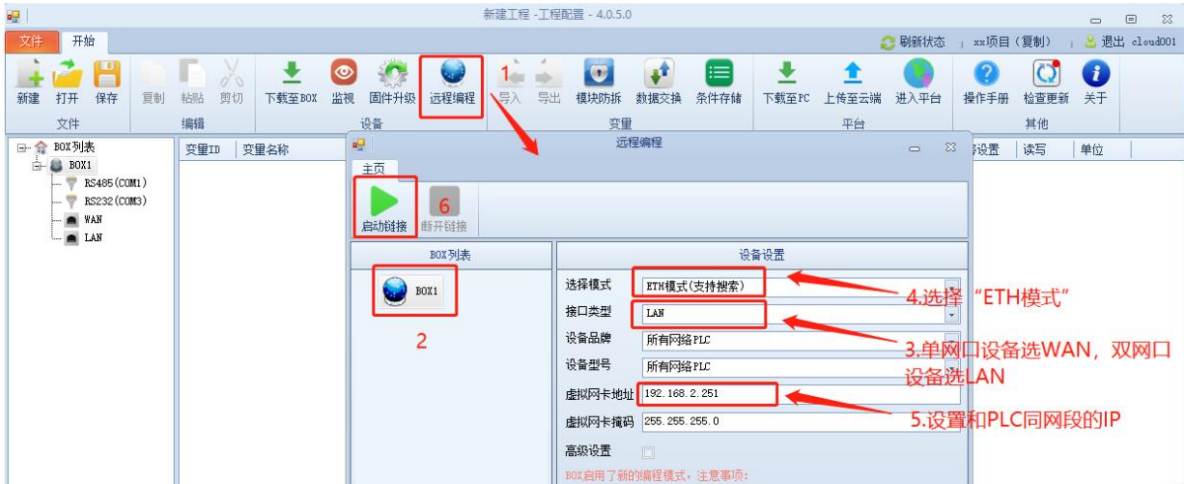 新建工程 -工程配置 - 4.0.5.0
文件 开始 刷新状态 xx项目（复制） 退出 cloud001
新建 打开 保存 复制 粘贴 剪切 下载至BOX 监视 固件升级 远程编程 导入 导出 模块防拆 数据交换 条件存储 下载至PC 上传至云端 进入平台 操作手册 检查更新 关于
1
文件 编辑 设备 变量 平台 其他
BOX列表
BOX1
RS485(COM1)
RS232(COM3)
WAN
LAN
变量ID 变量名称 设置 读写 单位
远程编程
主页
启动链接 断开链接
6
BOX列表 设备设置
BOX1
2
选择模式 ETH模式(支持搜索)
接口类型 LAN
设备品牌 所有网络PLC
设备型号 所有网络PLC
虚拟网卡地址 192.168.2.251
虚拟网卡掩码 255.255.255.0
高级设置
BOX启用了新的编程模式，注意事项：
4.选择“ETH模式”
3.单网口设备选WAN，双网口
设备选LAN
5.设置和PLC同网段的IP